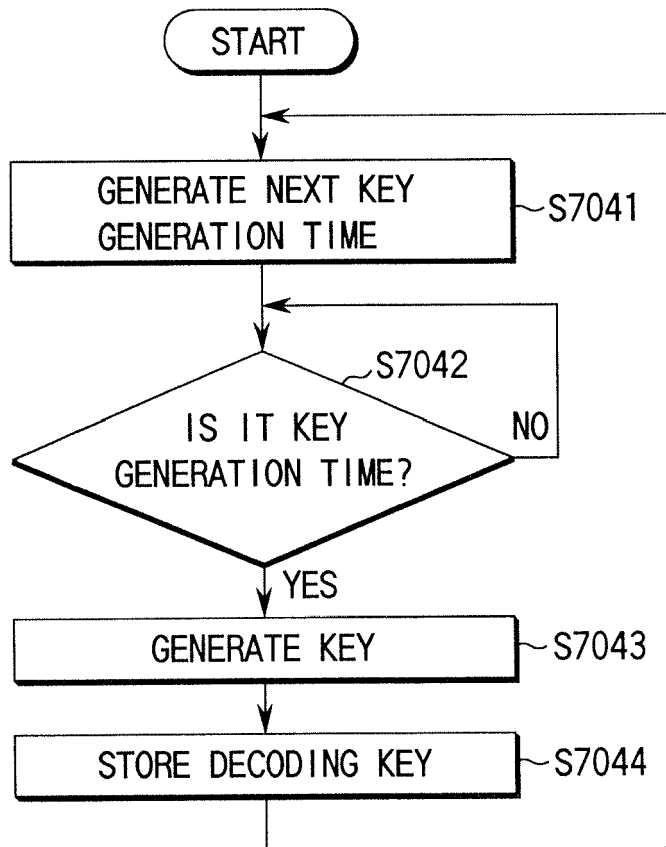 START
GENERATE NEXT KEY
GENERATION TIME
S7041
S7042
IS IT KEY
GENERATION TIME?
NO
YES
GENERATE KEY
S7043
STORE DECODING KEY
S7044